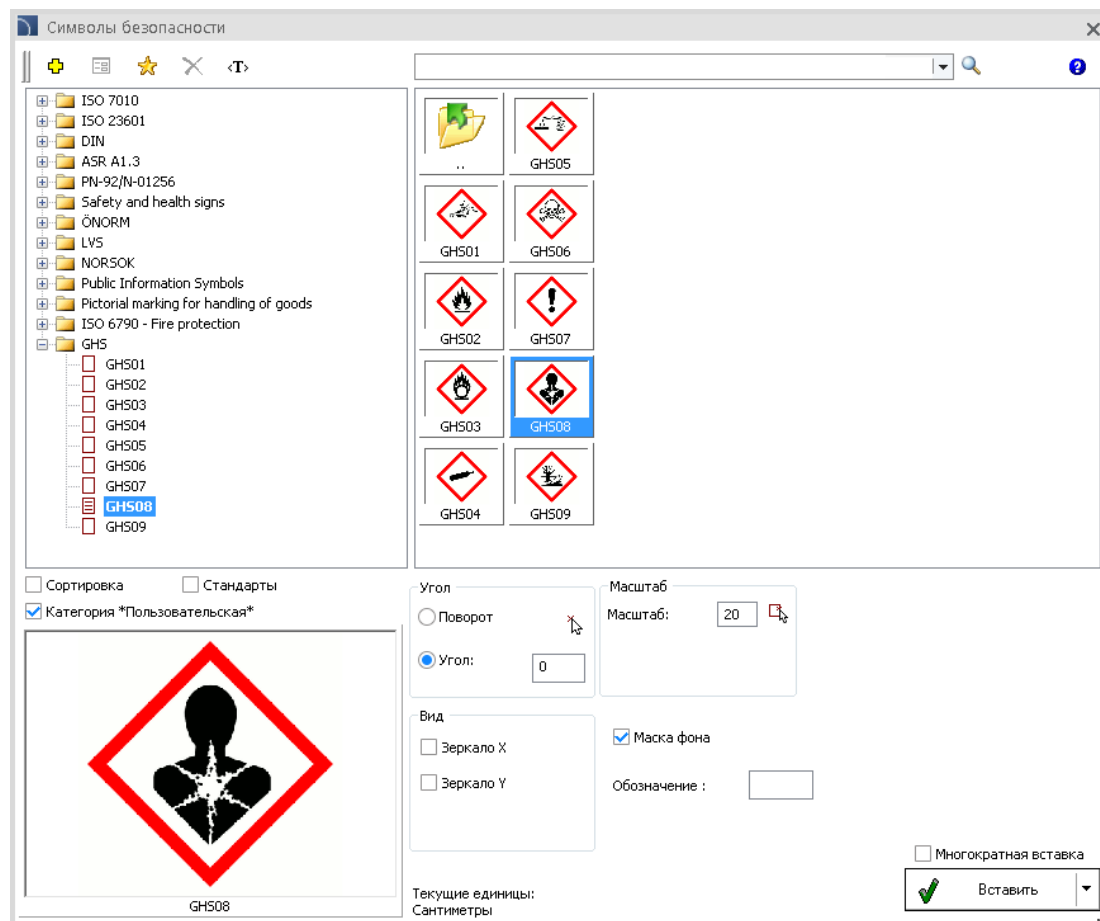 Символы безопасности
<T>
ISO 7010
ISO 23601
DIN
ASR A1.3
PN-92/N-01256
Safety and health signs
ÖNORM
LVS
NORSOK
Public Information Symbols
Pictorial marking for handling of goods
ISO 6790 - Fire protection
GHS
GHS01
GHS02
GHS03
GHS04
GHS05
GHS06
GHS07
GHS08
GHS09
..
GHS05
GHS01
GHS06
GHS02
GHS07
GHS03
GHS08
GHS04
GHS09
Сортировка
Стандарты
Категория *Пользовательская*
GHS08
Угол
Поворот
Угол:
0
Масштаб
Масштаб:
20
Вид
Зеркало X
Зеркало Y
Маска фона
Обозначение :
Текущие единицы:
Сантиметры
Многократная вставка
Вставить